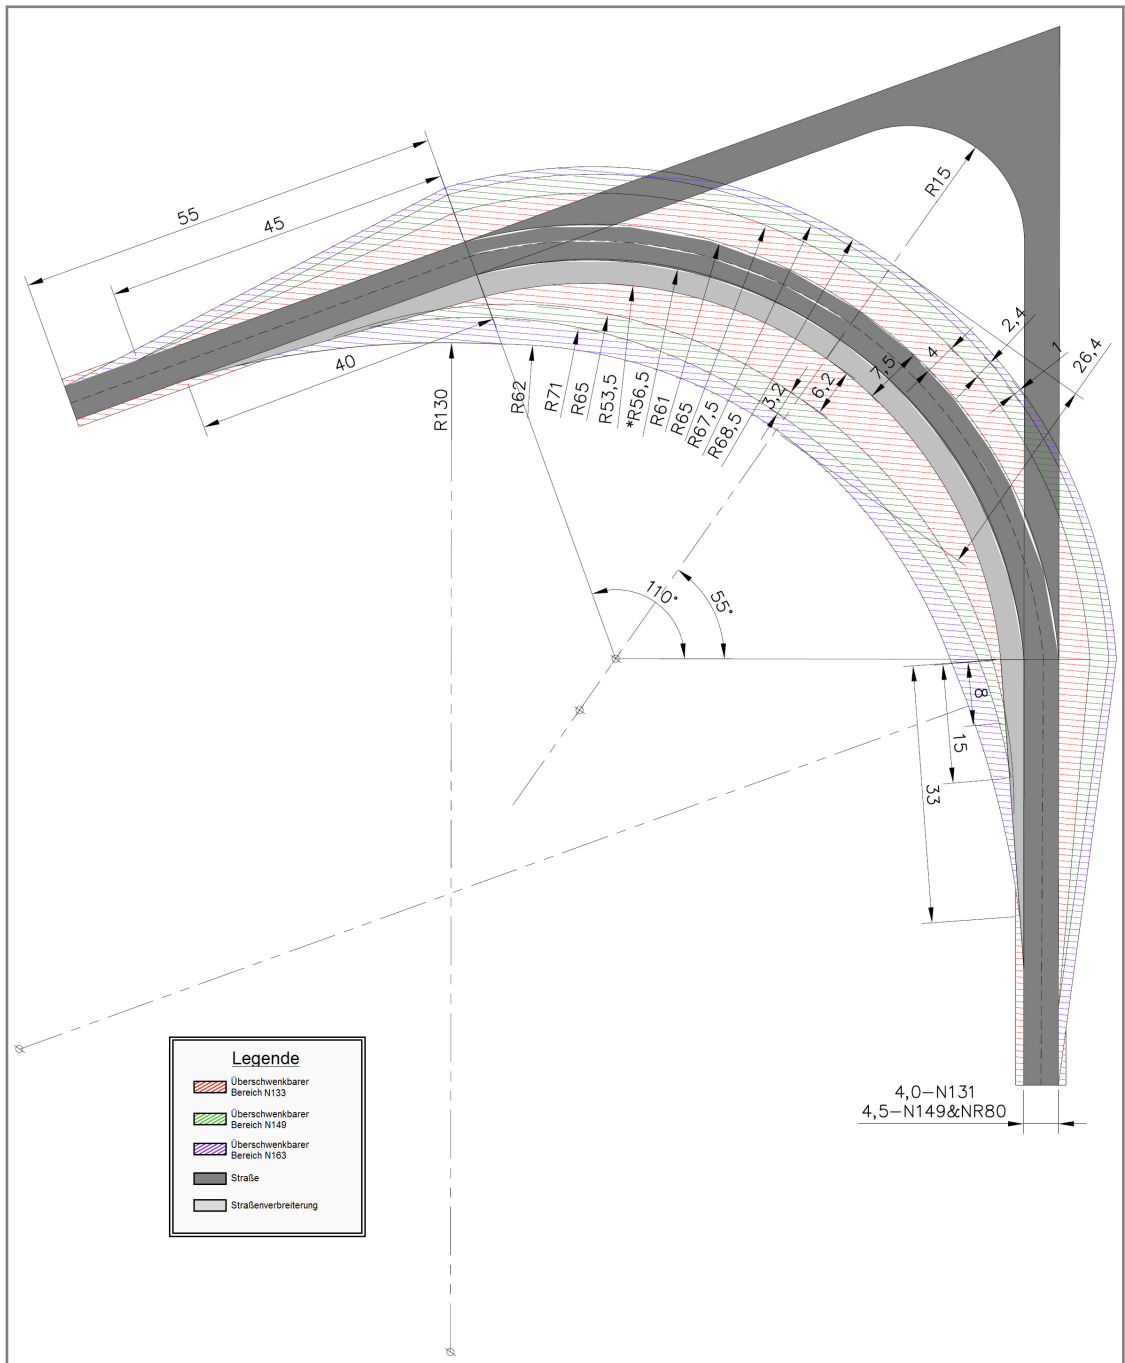 55
45
40
R15
2,4
1
26,4
4
7,5
6,2
3,2
R130
R62
R71
R65
R53,5
*R56,5
R61
R65
R67,5
R68,5
110°
55°
8
15
33
4,0-N131
4,5-N149&NR80
Legende
Überschwenkbarer
Bereich N133
Überschwenkbarer
Bereich N149
Überschwenkbarer
Bereich N163
Straße
Straßenverbreiterung